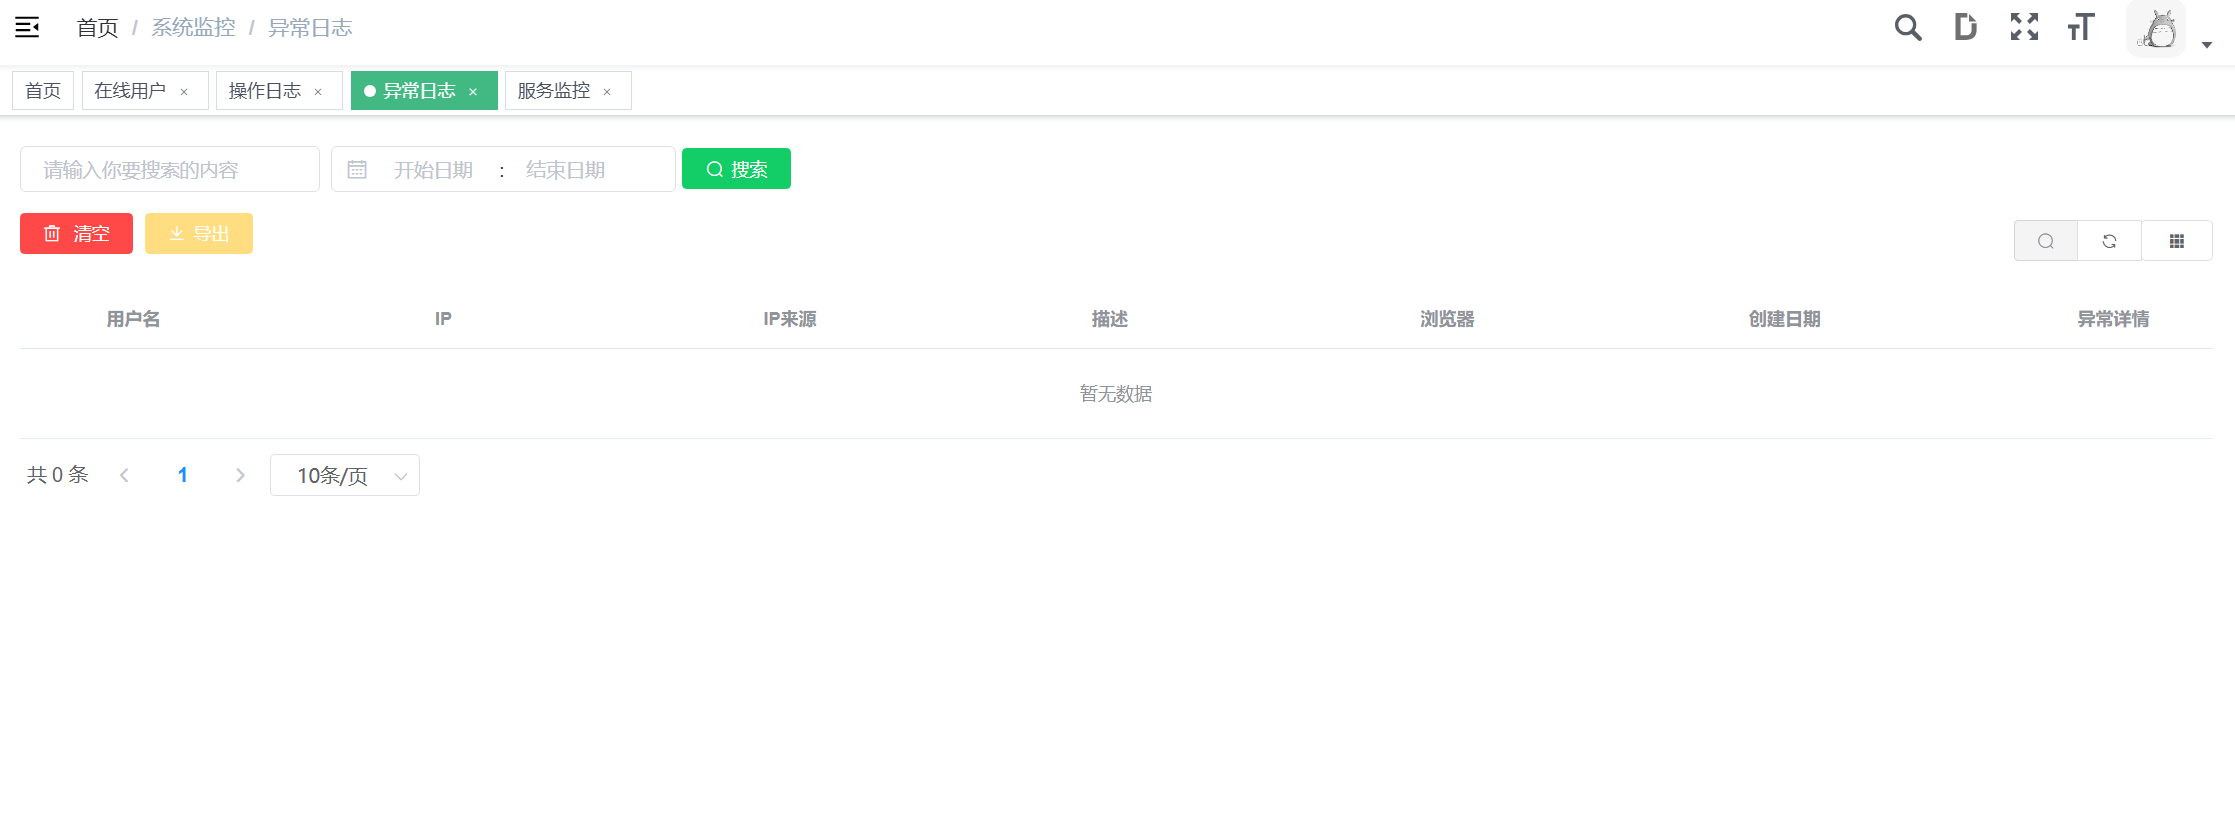 首页 / 系统监控 / 异常日志
首页 在线用户 × 操作日志 × 异常日志 × 服务监控 ×
请输入你要搜索的内容 开始日期 : 结束日期 搜索
清空 导出
用户名 IP IP来源 描述 浏览器 创建日期 异常详情
暂无数据
共 0 条 1 10条/页